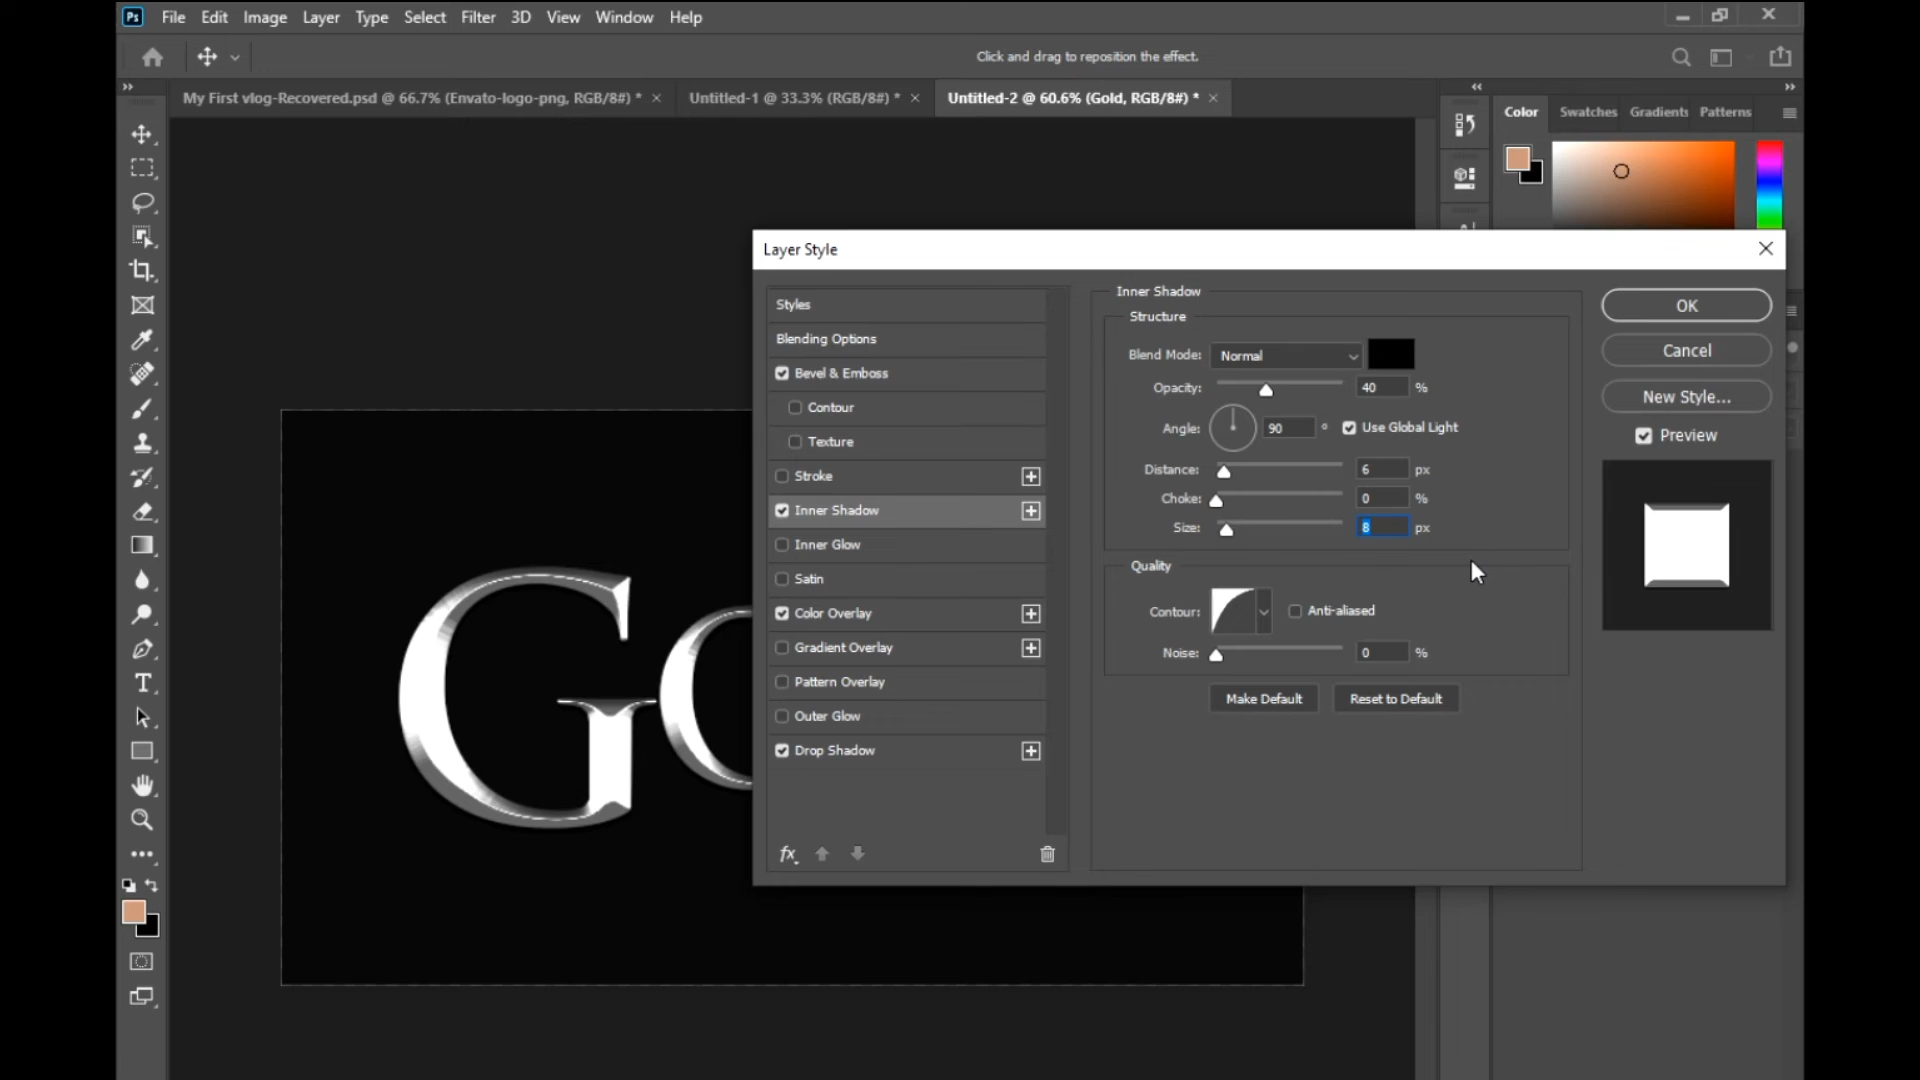 Ps File Edit Image Layer Type Select Filter 3D View Window Help
Click and drag to reposition the effect.
My First vlog-Recovered.psd @ 66.7% (Envato-logo-png, RGB/8#) * Untitled-1 @ 33.3% (RGB/8#) * Untitled-2 @ 60.6% (Gold, RGB/8#) *
Color Swatches Gradients Patterns
Layer Style
Styles
Blending Options
Bevel & Emboss
Contour
Texture
Stroke
Inner Shadow
Inner Glow
Satin
Color Overlay
Gradient Overlay
Pattern Overlay
Outer Glow
Drop Shadow
fx
Inner Shadow
Structure
Blend Mode: Normal
Opacity: 40 %
Angle: 90 ° Use Global Light
Distance: 6 px
Choke: 0 %
Size: 8 px
Quality
Contour: Anti-aliased
Noise: 0 %
Make Default Reset to Default
OK
Cancel
New Style...
Preview
Go